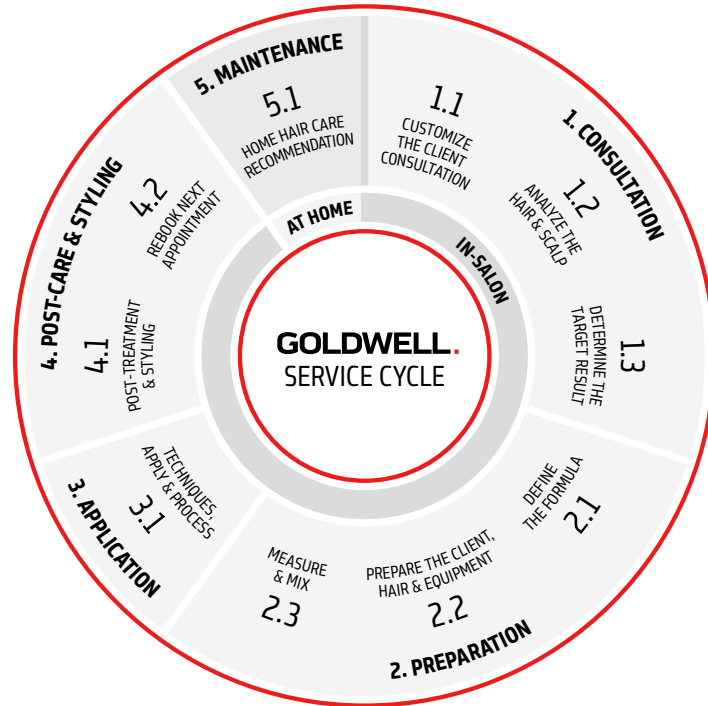 GOLDWELL.
SERVICE CYCLE
IN-SALON
AT HOME
1. CONSULTATION
1.1
CUSTOMIZE
THE CLIENT
CONSULTATION
1.2
ANALYZE THE
HAIR & SCALP
1.3
DETERMINE THE
TARGET RESULT
2. PREPARATION
2.1
DEFINE
THE FORMULA
2.2
PREPARE THE CLIENT,
HAIR & EQUIPMENT
2.3
MEASURE
& MIX
3. APPLICATION
3.1
TECHNIQUES,
APPLY & PROCESS
4. POST-CARE & STYLING
4.1
POST-TREATMENT
& STYLING
4.2
REBOOK NEXT
APPOINTMENT
5. MAINTENANCE
5.1
HOME HAIR CARE
RECOMMENDATION